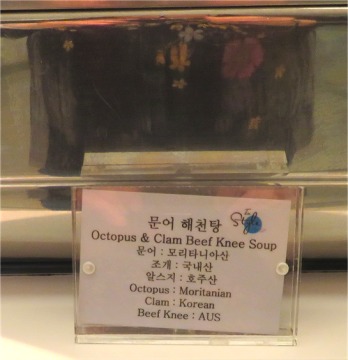 문어 해천탕
Octopus & Clam Beef Knee Soup
문어 : 모리타니아산
조개 : 국내산
알스지 : 호주산
Octopus : Moritanian
Clam : Korean
Beef Knee : AUS